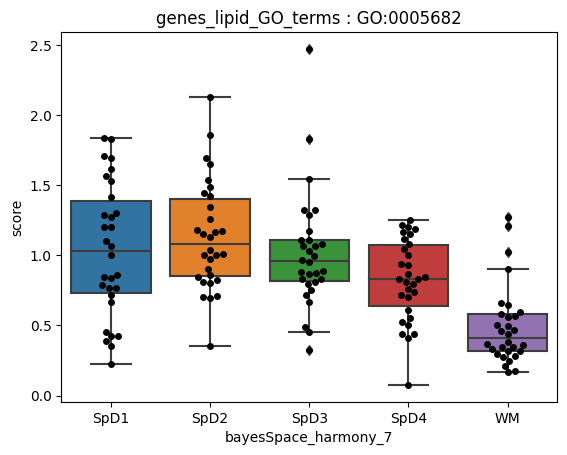 genes_lipid_GO_terms : GO:0005682
score
2.5
2.0
1.5
1.0
0.5
0.0
SpD1 SpD2 SpD3 SpD4 WM
bayesSpace_harmony_7